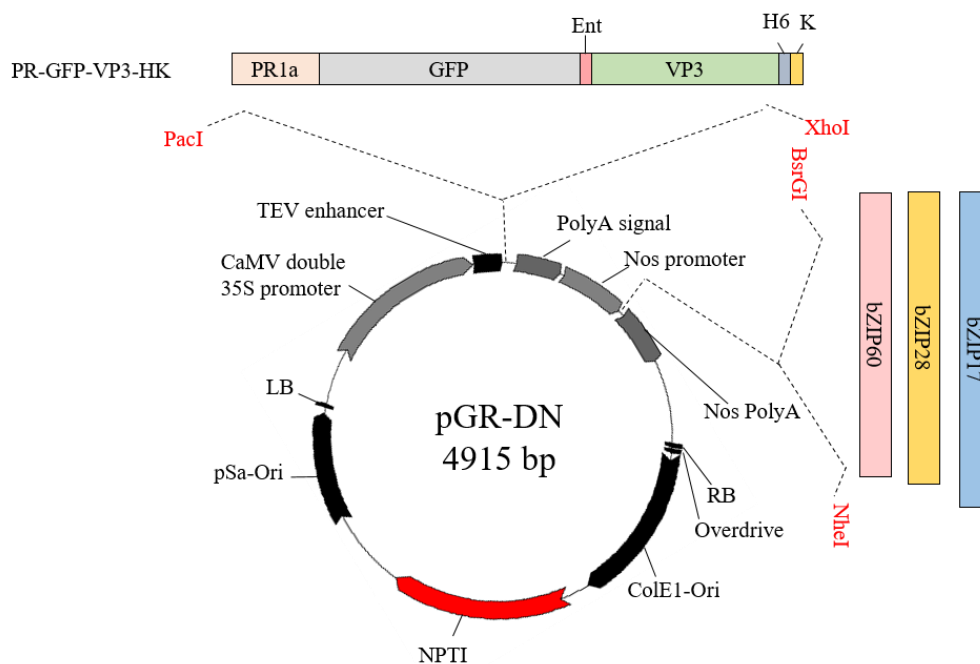 Ent
H6
K
PR-GFP-VP3-HK
PR1a
GFP
VP3
PacI
XhoI
BsrGI
TEV enhancer
PolyA signal
Nos promoter
CaMV double
35S promoter
bZIP60
bZIP28
bZIP17
LB
pGR-DN
4915 bp
Nos PolyA
pSa-Ori
RB
Overdrive
NheI
ColE1-Ori
NPTI